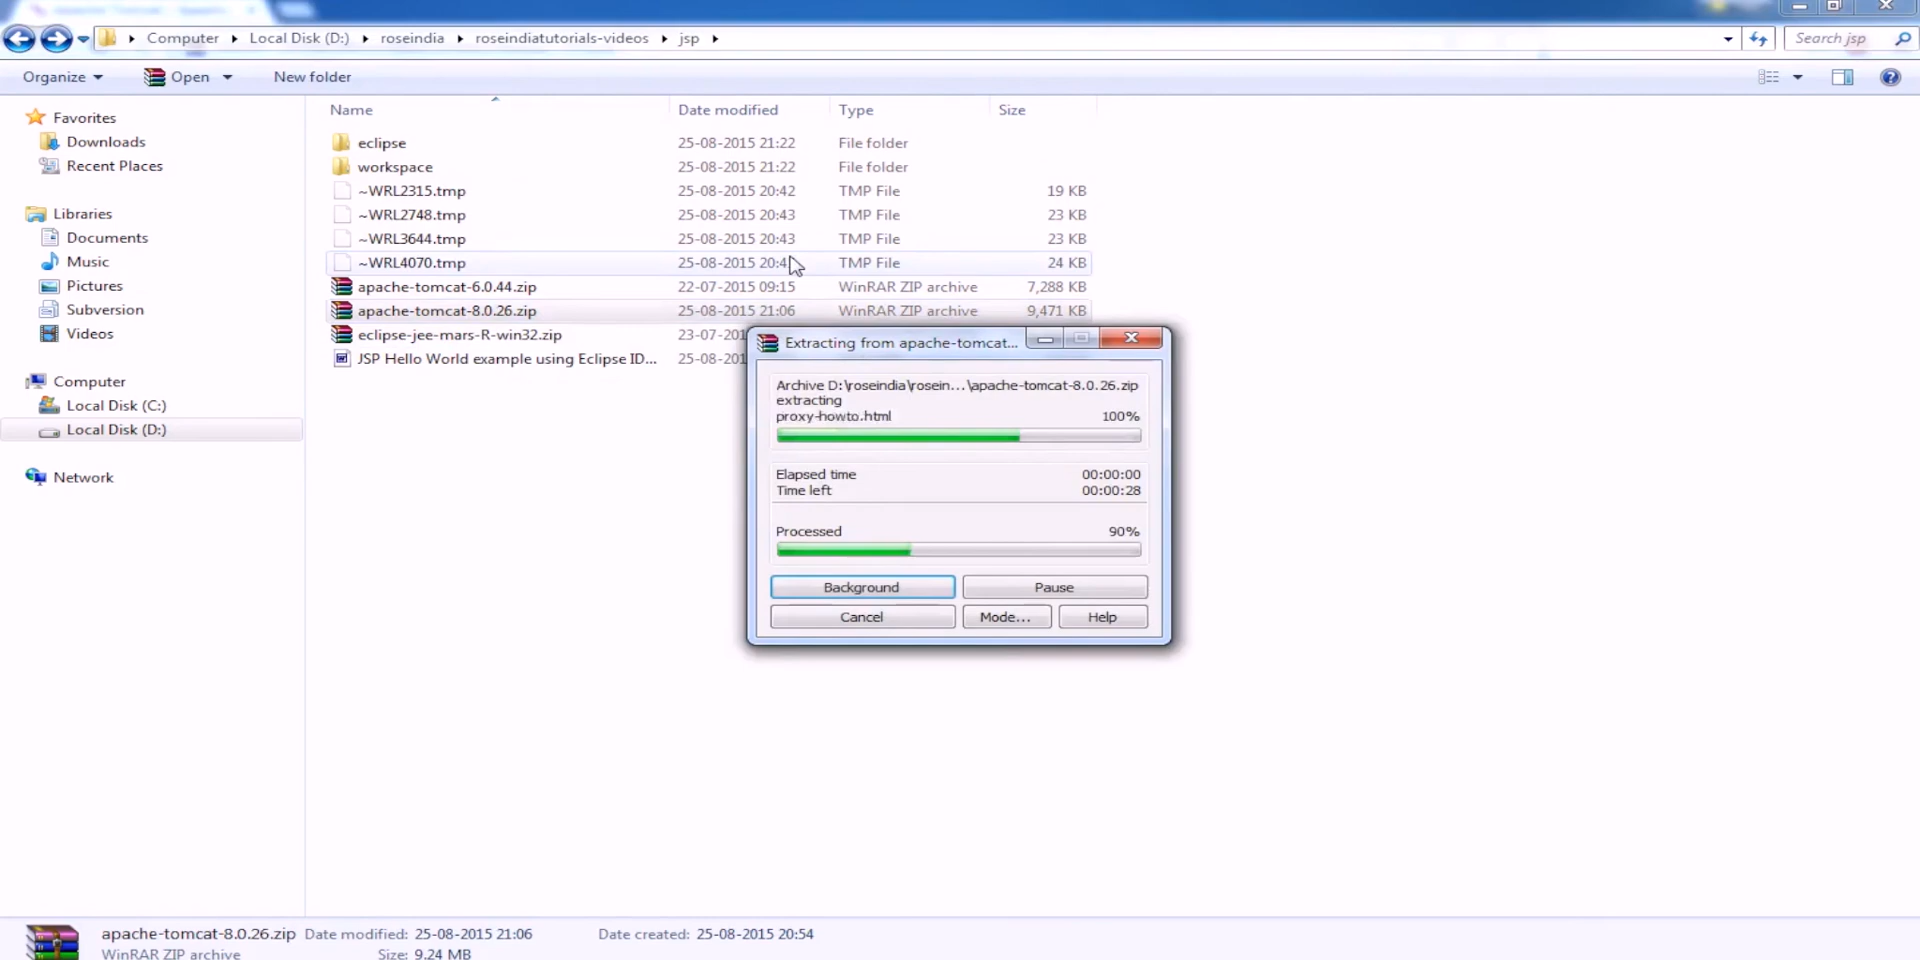 Computer Local Disk (D:) roseindia roseindiatutorials-videos jsp
Search jsp
Organize Open New folder
Favorites
Downloads
Recent Places
Libraries
Documents
Music
Pictures
Subversion
Videos
Computer
Local Disk (C:)
Local Disk (D:)
Network
Name Date modified Type Size
eclipse 25-08-2015 21:22 File folder
workspace 25-08-2015 21:22 File folder
~WRL2315.tmp 25-08-2015 20:42 TMP File 19 KB
~WRL2748.tmp 25-08-2015 20:43 TMP File 23 KB
~WRL3644.tmp 25-08-2015 20:43 TMP File 23 KB
~WRL4070.tmp 25-08-2015 TMP File 24 KB
apache-tomcat-6.0.44.zip 22-07-2015 09:15 WinRAR ZIP archive 7,288 KB
apache-tomcat-8.0.26.zip 25-08-2015 21:06 WinRAR ZIP archive 9,471 KB
eclipse-jee-mars-R-win32.zip 23-07-201
JSP Hello World example using Eclipse ID... 25-08-201
Extracting from apache-tomcat...
Archive D:\roseindia\rosein...\apache-tomcat-8.0.26.zip
extracting
proxy-howto.html 100%
Elapsed time 00:00:00
Time left 00:00:28
Processed 90%
Background Pause
Cancel Mode... Help
apache-tomcat-8.0.26.zip Date modified: 25-08-2015 21:06 Date created: 25-08-2015 20:54
WinRAR ZIP archive Size: 9.24 MB